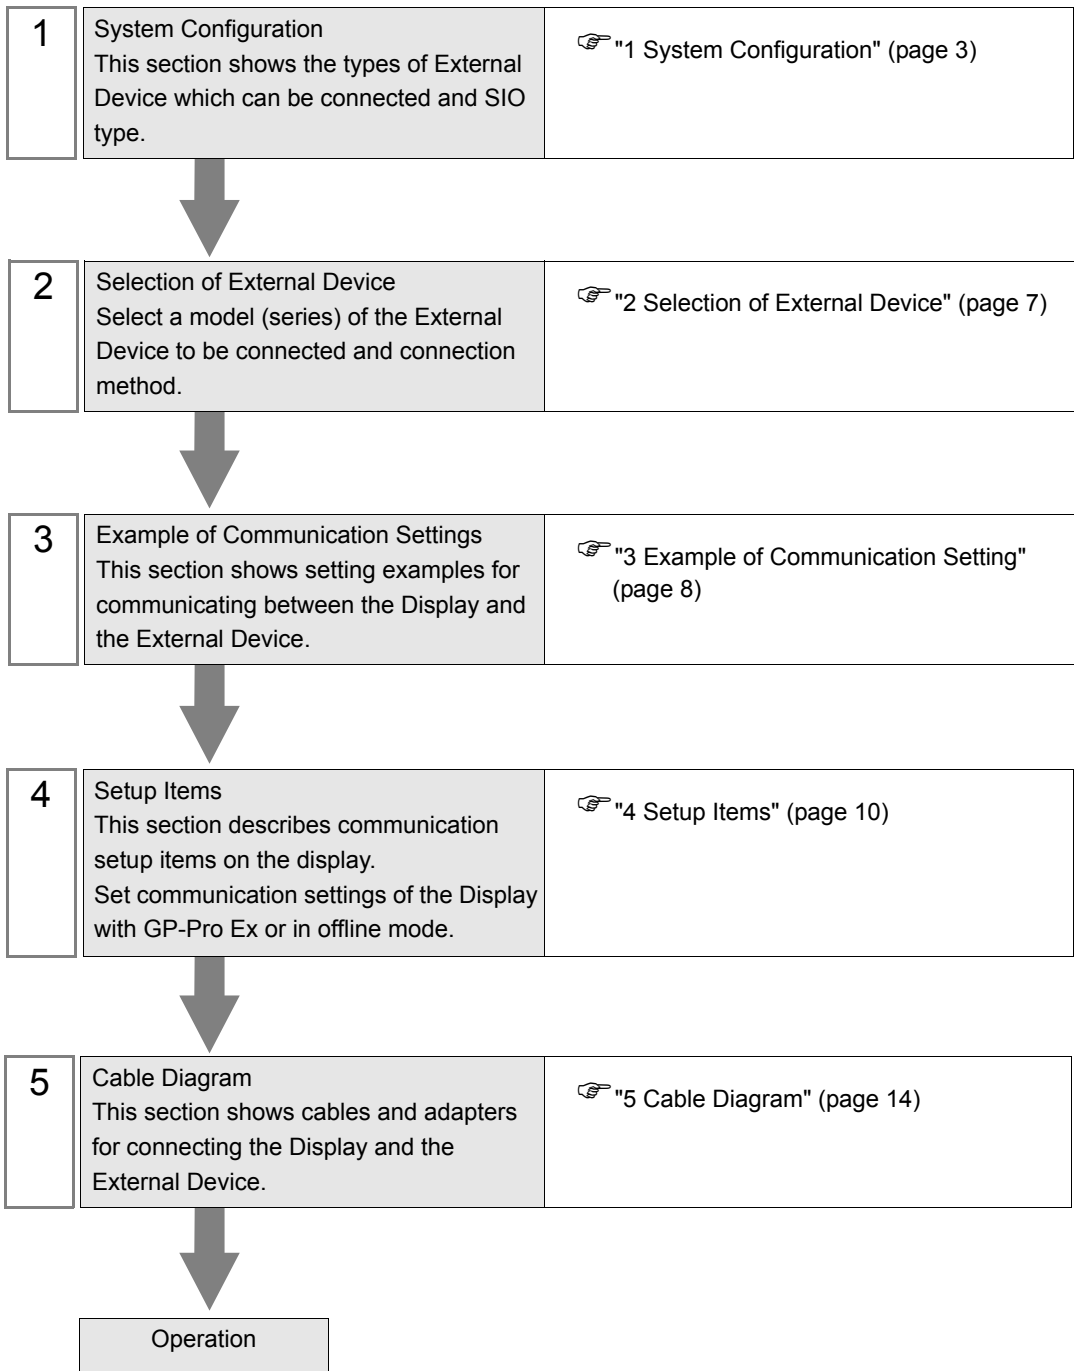 1
System Configuration
This section shows the types of External
Device which can be connected and SIO
type.
"1 System Configuration" (page 3)
2
Selection of External Device
Select a model (series) of the External
Device to be connected and connection
method.
"2 Selection of External Device" (page 7)
3
Example of Communication Settings
This section shows setting examples for
communicating between the Display and
the External Device.
"3 Example of Communication Setting"
(page 8)
4
Setup Items
This section describes communication
setup items on the display.
Set communication settings of the Display
with GP-Pro Ex or in offline mode.
"4 Setup Items" (page 10)
5
Cable Diagram
This section shows cables and adapters
for connecting the Display and the
External Device.
"5 Cable Diagram" (page 14)
Operation